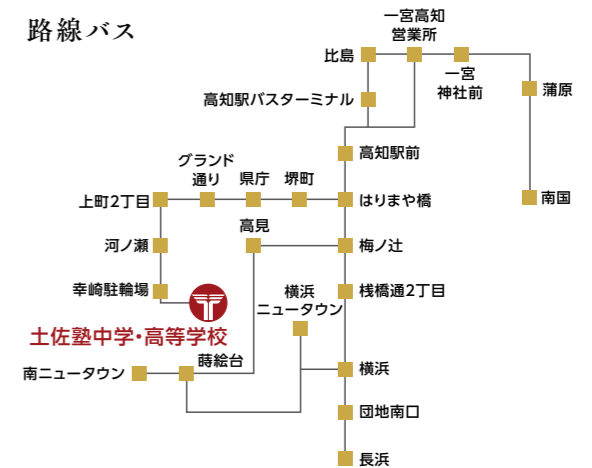 路線バス
一宮高知
営業所
比島
一宮
神社前
蒲原
高知駅バスターミナル
高知駅前
グランド
通り
県庁
堺町
上町2丁目
はりまや橋
南国
高見
河ノ瀬
梅ノ辻
幸崎駐輪場
横浜
ニュータウン
桟橋通2丁目
土佐塾中学・高等学校
蒔絵台
南ニュータウン
横浜
団地南口
長浜